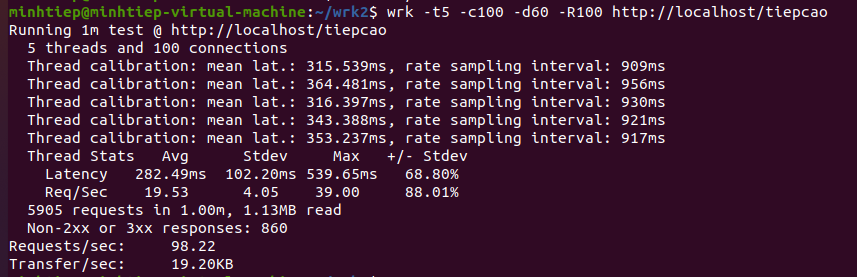 minhtiep@minhtiep-virtual-machine:~/wrk2$ wrk -t5 -c100 -d60 -R100 http://localhost/tiepcao
Running 1m test @ http://localhost/tiepcao
  5 threads and 100 connections
  Thread calibration: mean lat.: 315.539ms, rate sampling interval: 909ms
  Thread calibration: mean lat.: 364.481ms, rate sampling interval: 956ms
  Thread calibration: mean lat.: 316.397ms, rate sampling interval: 930ms
  Thread calibration: mean lat.: 343.388ms, rate sampling interval: 921ms
  Thread calibration: mean lat.: 353.237ms, rate sampling interval: 917ms
  Thread Stats   Avg      Stdev     Max   +/- Stdev
    Latency   282.49ms  102.20ms 539.65ms   68.80%
    Req/Sec    19.53      4.05    39.00     88.01%
  5905 requests in 1.00m, 1.13MB read
  Non-2xx or 3xx responses: 860
Requests/sec:     98.22
Transfer/sec:     19.20KB